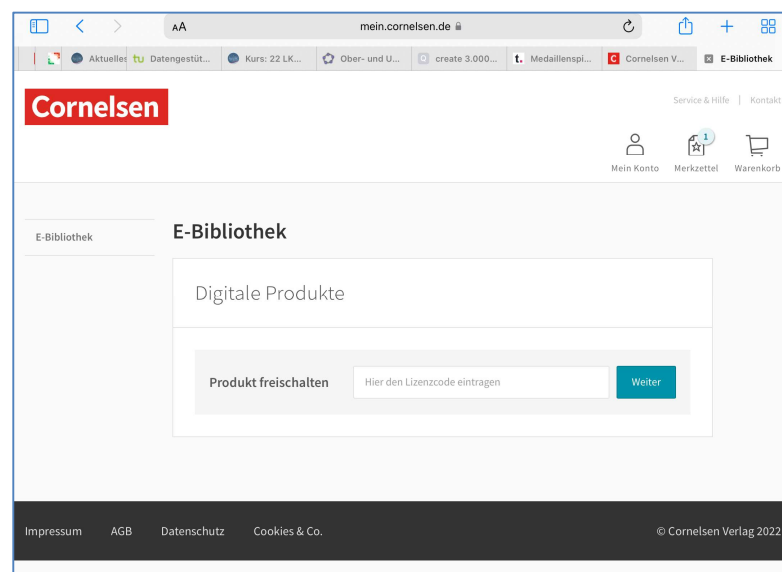 AA
mein.cornelsen.de
Aktuelles
Datengestüt...
Kurs: 22 LK...
Ober- und U...
create 3.000...
t. Medaillenspi...
C Cornelsen V...
E-Bibliothek
Cornelsen
Service & Hilfe | Kontakt
1
Mein Konto Merkzettel Warenkorb
E-Bibliothek
E-Bibliothek
Digitale Produkte
Produkt freischalten Hier den Lizenzcode eintragen Weiter
Impressum AGB Datenschutz Cookies & Co. © Cornelsen Verlag 2022